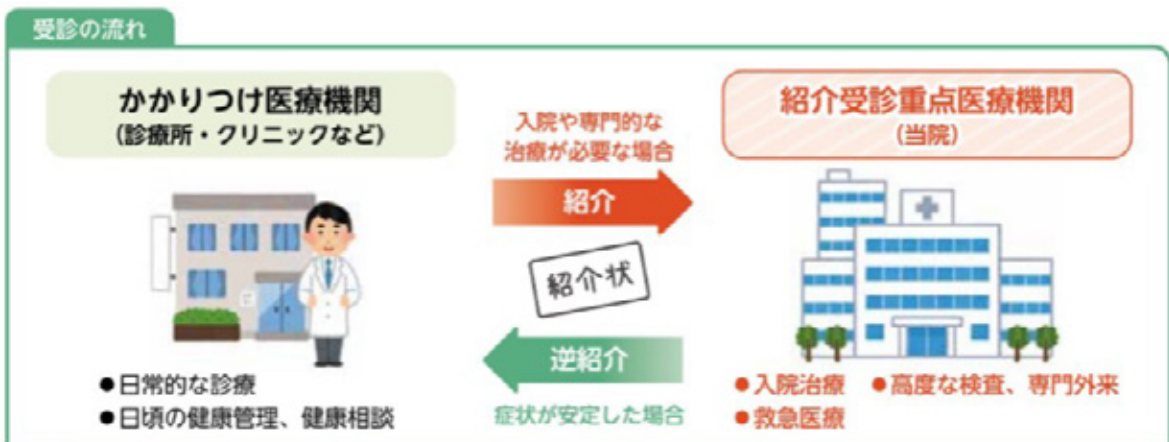 受診の流れ
かかりつけ医療機関
(診療所・クリニックなど)
入院や専門的な
治療が必要な場合
紹介
紹介状
逆紹介
症状が安定した場合
紹介受診重点医療機関
(当院)
●日常的な診療
●日頃の健康管理、健康相談
●入院治療 ●高度な検査、専門外来
●救急医療